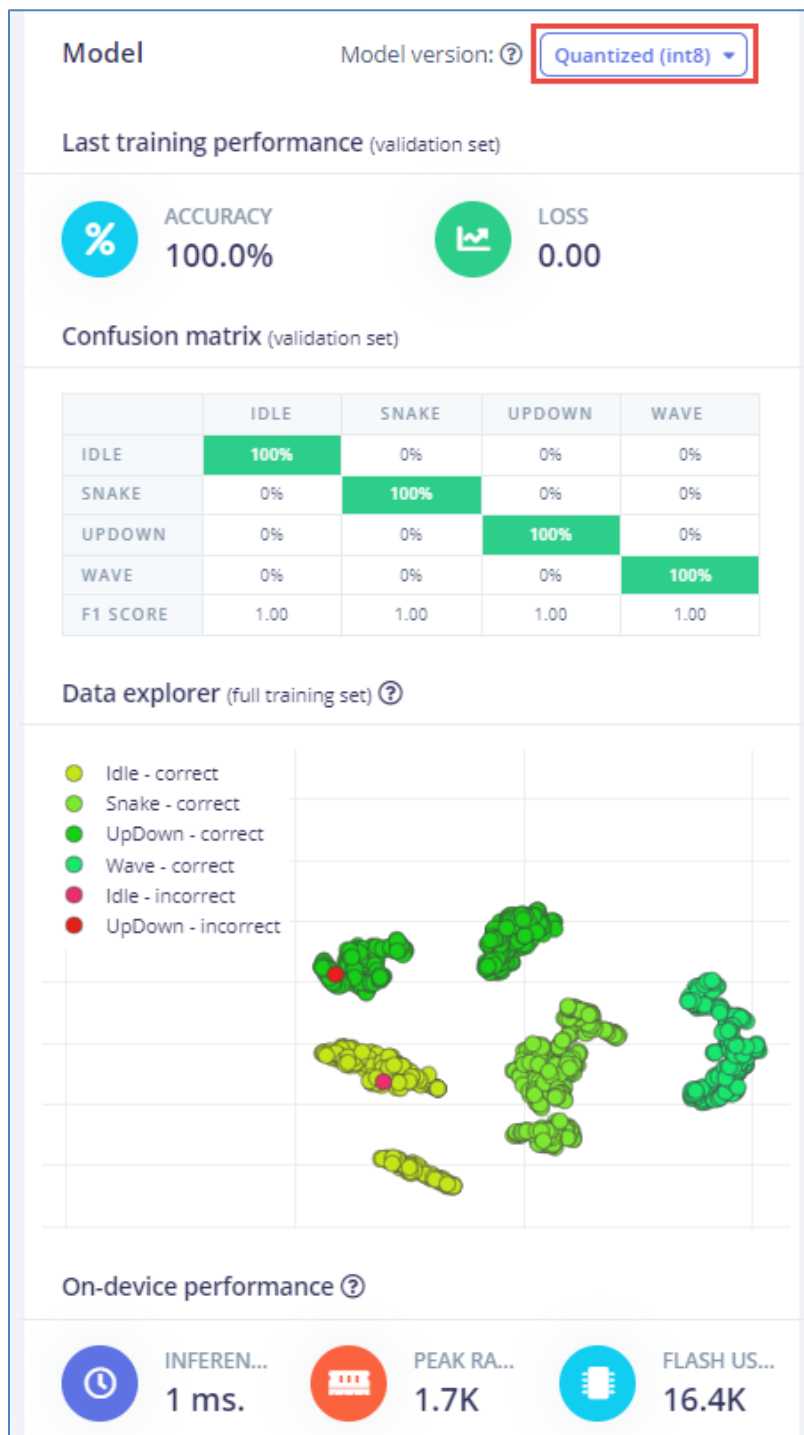 Model Model version: ? Quantized (int8)
Last training performance (validation set)
% ACCURACY LOSS
100.0% 0.00
Confusion matrix (validation set)
IDLE SNAKE UPDOWN WAVE
IDLE 100% 0% 0% 0%
SNAKE 0% 100% 0% 0%
UPDOWN 0% 0% 100% 0%
WAVE 0% 0% 0% 100%
F1 SCORE 1.00 1.00 1.00 1.00
Data explorer (full training set) ?
Idle - correct
Snake - correct
UpDown - correct
Wave - correct
Idle - incorrect
UpDown - incorrect
On-device performance ?
INFEREN... PEAK RA... FLASH US...
1 ms. 1.7K 16.4K